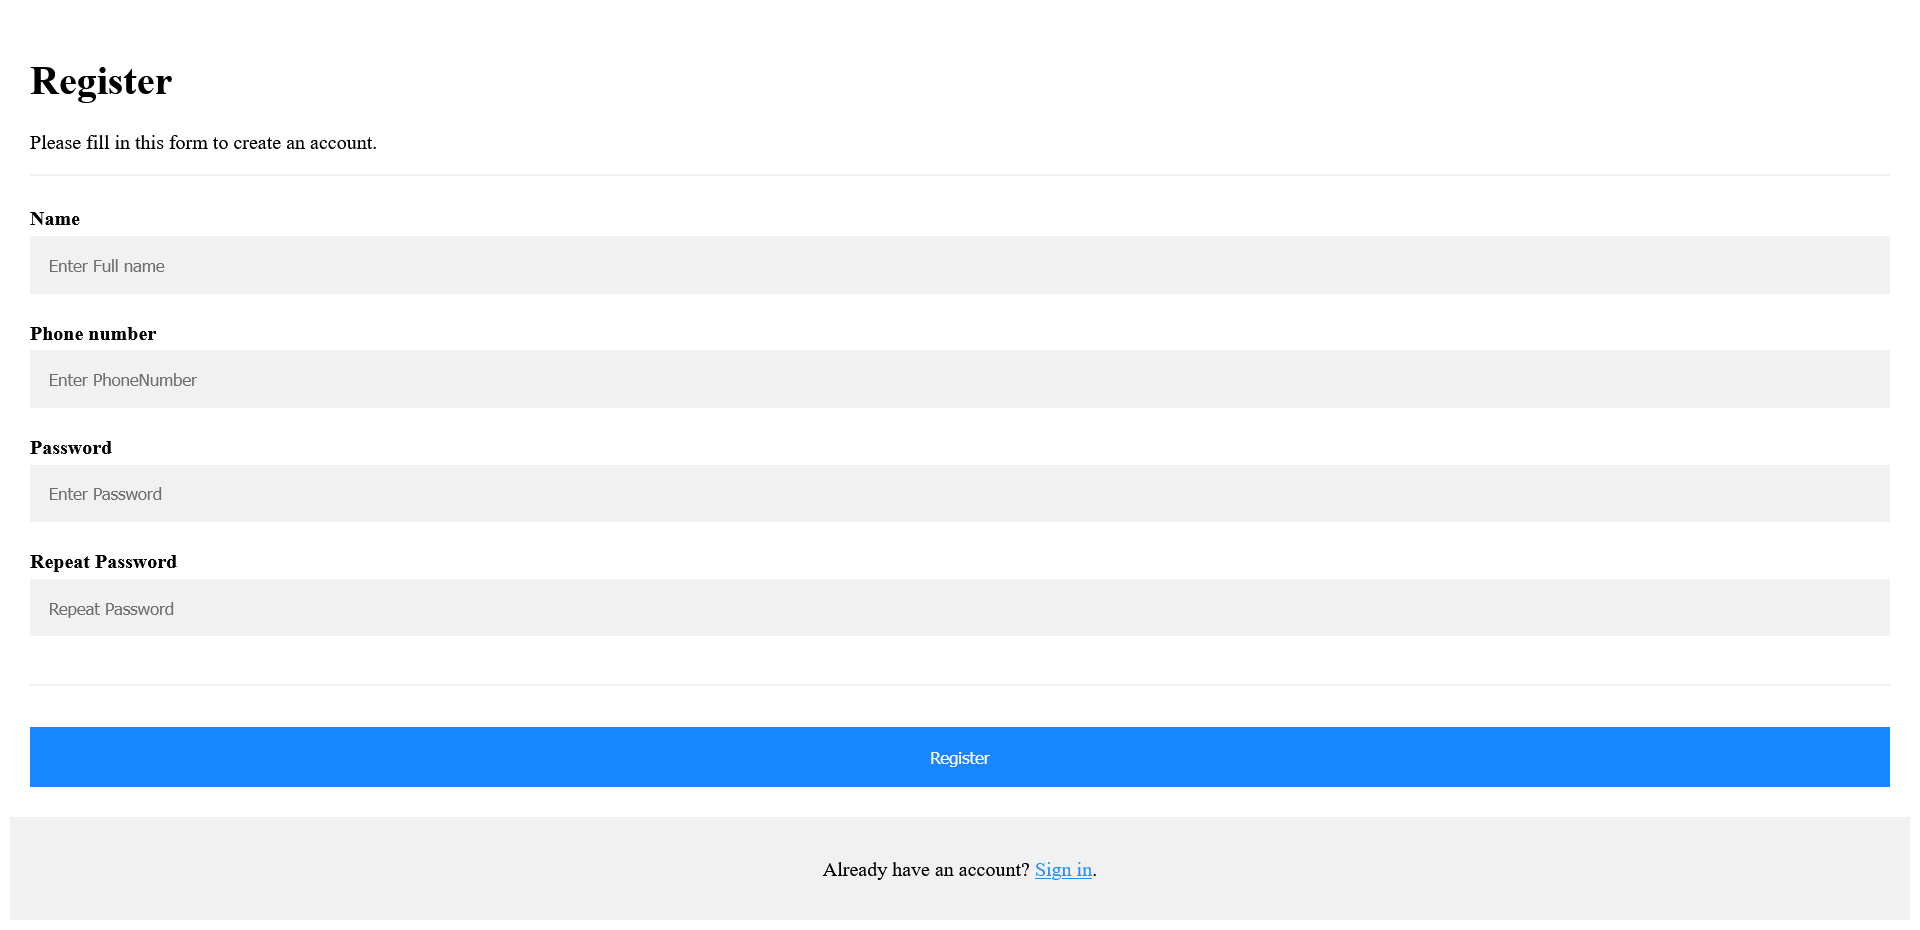 Register
Please fill in this form to create an account.
Name
Enter Full name
Phone number
Enter PhoneNumber
Password
Enter Password
Repeat Password
Repeat Password
Register
Already have an account? Sign in.